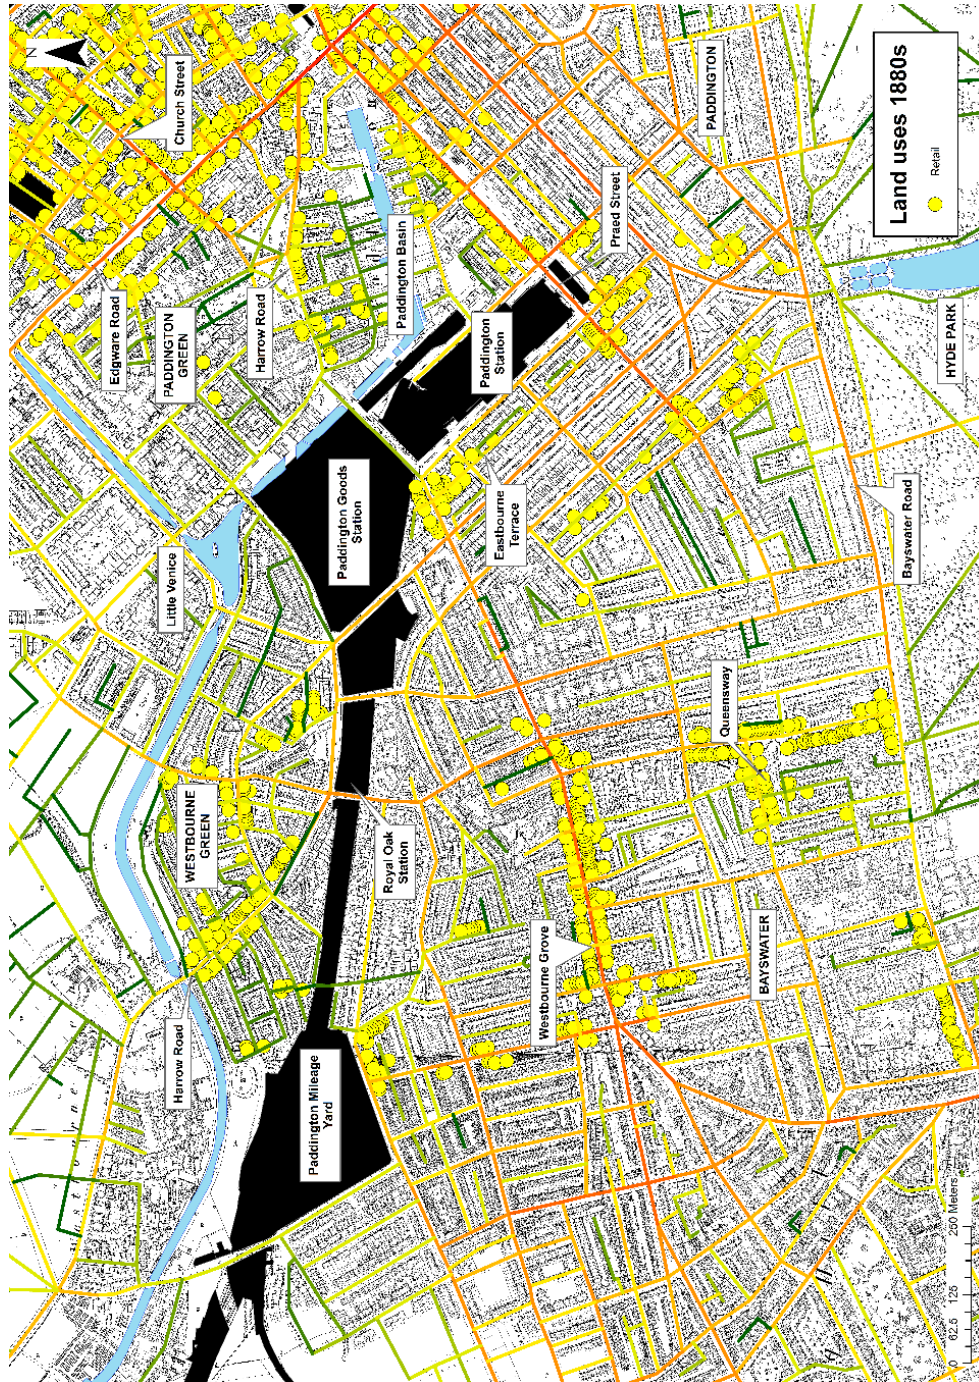 N
s t b o u r n e
Edgware Road
Church Street
Harrow Road
Little Venice
PADDINGTON
GREEN
WESTBOURNE
GREEN
Harrow Road
Paddington Mileage
Yard
Paddington Goods
Station
Royal Oak
Station
Paddington Basin
Paddington
Station
Eastbourne
Terrace
Westbourne Grove
Praed Street
PADDINGTON
Queensway
BAYSWATER
Bayswater Road
Land uses 1880s
Retail
HYDE PARK
0 62.5 125 250 Meters